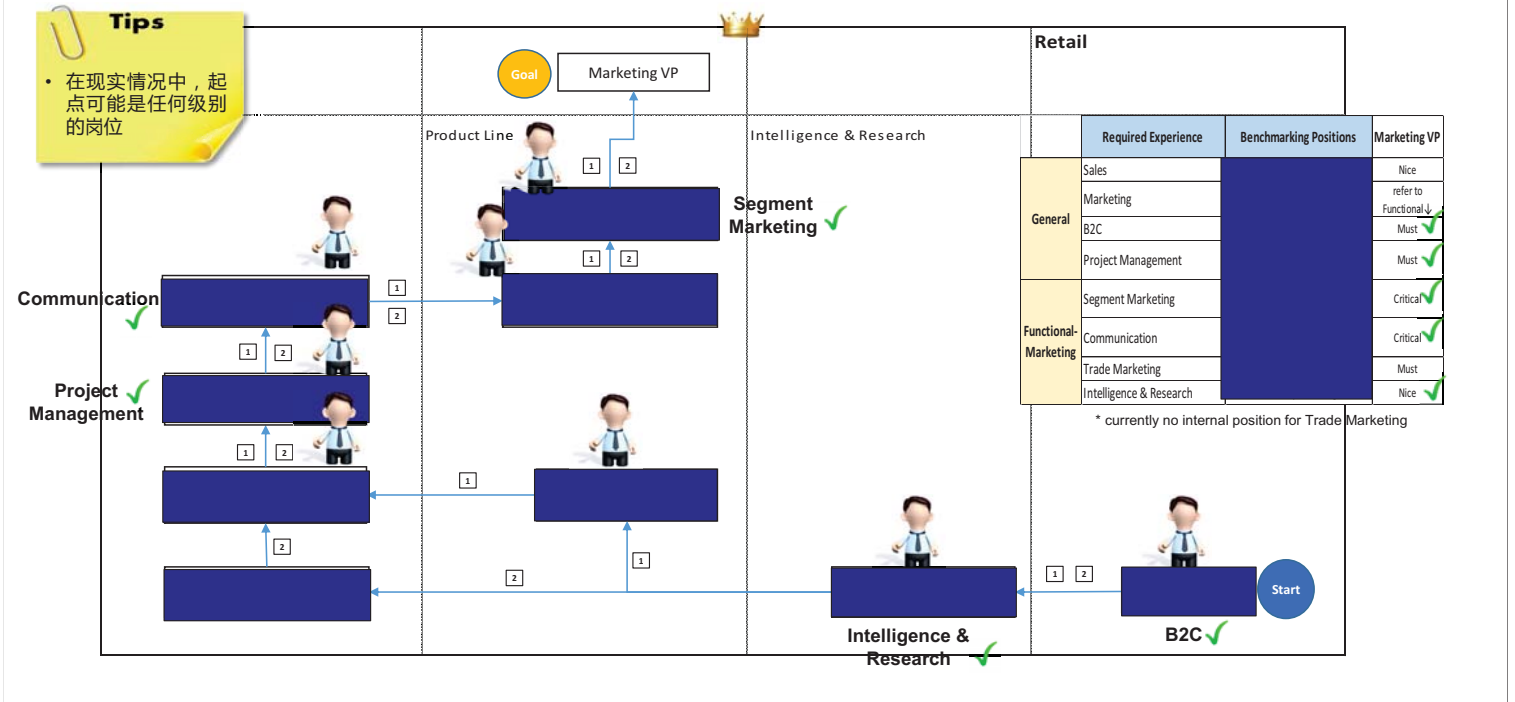 Tips
• 在现实情况中，起
点可能是任何级别
的岗位
Goal
Marketing VP
Retail
Product Line
Intelligence & Research
1 2
Segment
Marketing
1 2
Communication
1
2
1 2
Project
Management
1 2
1
2
2
1
1 2
Start
Intelligence &
Research
B2C
Required Experience Benchmarking Positions Marketing VP
General
Sales Nice
Marketing refer to
Functional↓
B2C Must
Project Management Must
Functional-
Marketing
Segment Marketing Critical
Communication Critical
Trade Marketing Must
Intelligence & Research Nice
* currently no internal position for Trade Marketing